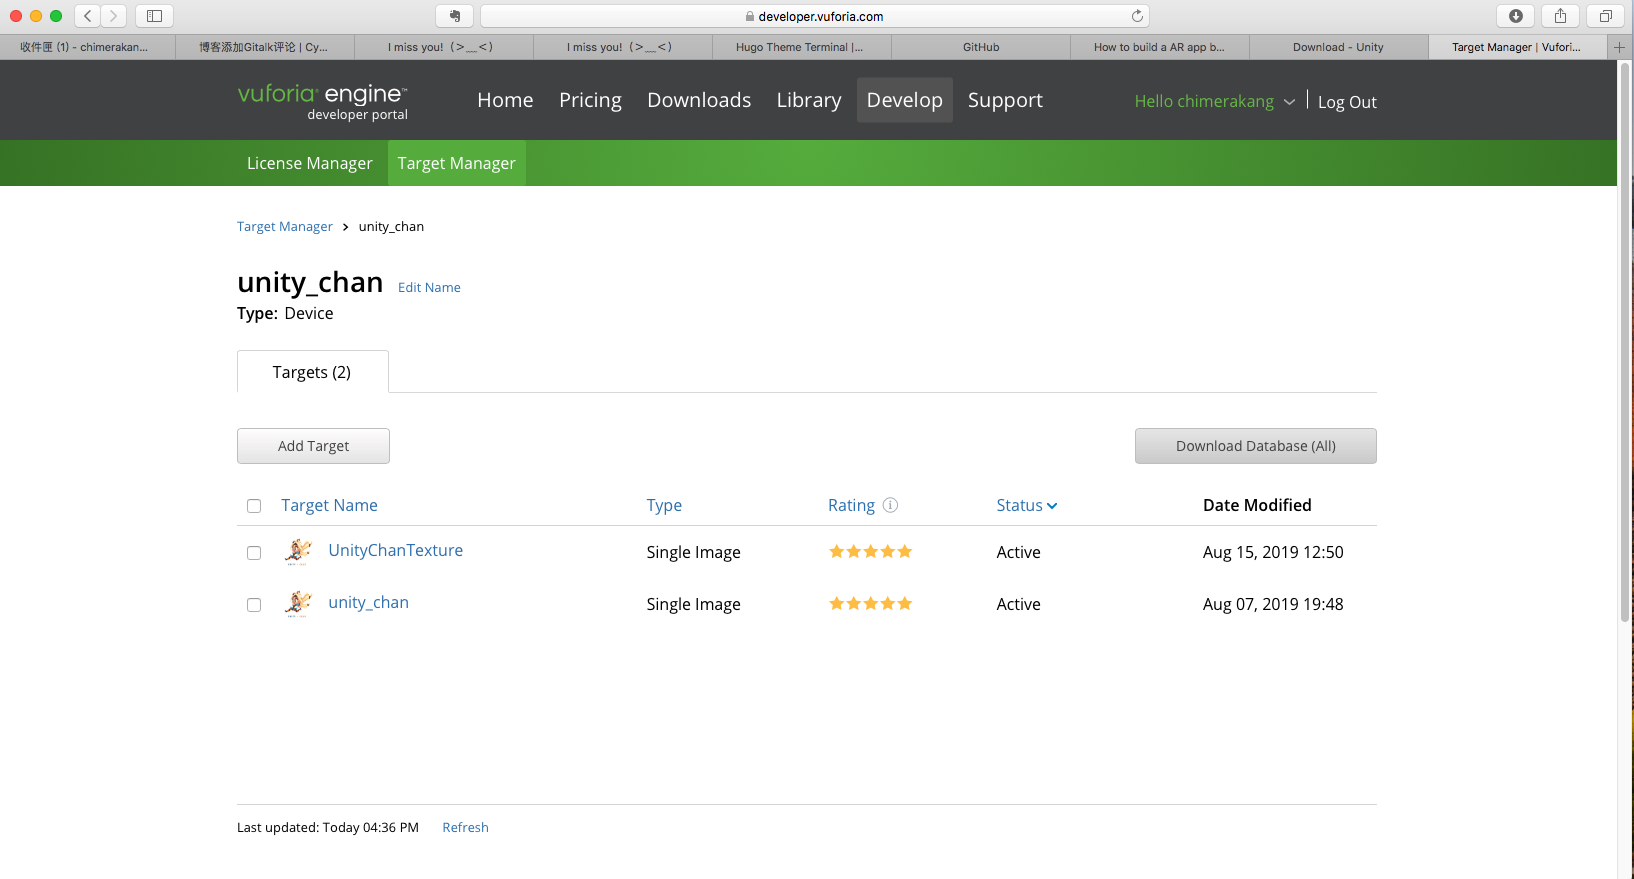 developer.vuforia.com
收件匣 (1) - chimerakan...
博客添加Gitalk评论 | Cy...
I miss you!（>__<）
I miss you!（>__<）
Hugo Theme Terminal |...
GitHub
How to build a AR app b...
Download - Unity
Target Manager | Vufori...
vuforia® engine™
developer portal
Home
Pricing
Downloads
Library
Develop
Support
Hello chimerakang
Log Out
License Manager
Target Manager
Target Manager > unity_chan
unity_chan Edit Name
Type: Device
Targets (2)
Add Target
Download Database (All)
Target Name Type Rating Status Date Modified
UnityChanTexture Single Image Active Aug 15, 2019 12:50
unity_chan Single Image Active Aug 07, 2019 19:48
Last updated: Today 04:36 PM Refresh